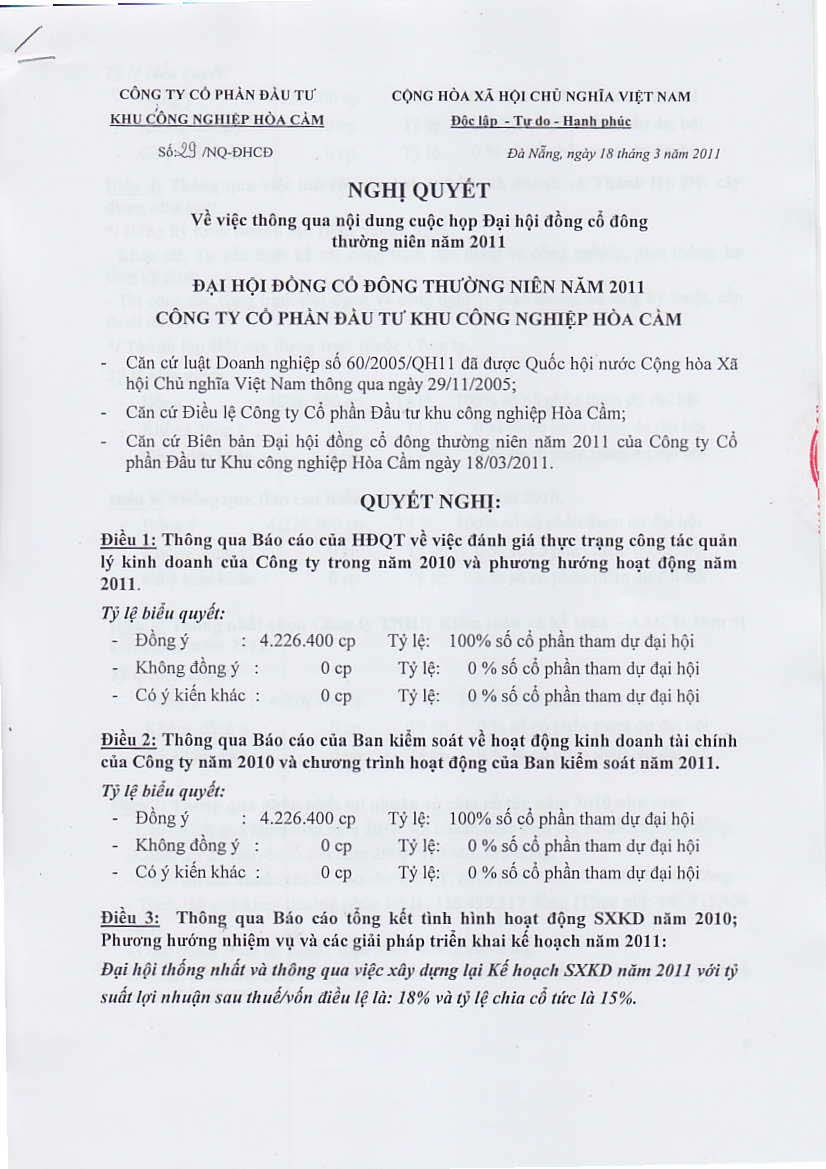 CÔNG TY CỔ PHẦN ĐẦU TƯ
KHU CÔNG NGHIỆP HÒA CẦM
Số: 29 /NQ-ĐHCĐ
CỘNG HÒA XÃ HỘI CHỦ NGHĨA VIỆT NAM
Độc lập - Tự do - Hạnh phúc
Đà Nẵng, ngày 18 tháng 3 năm 2011
NGHỊ QUYẾT
Về việc thông qua nội dung cuộc họp Đại hội đồng cổ đông
thường niên năm 2011
ĐẠI HỘI ĐỒNG CỔ ĐÔNG THƯỜNG NIÊN NĂM 2011
CÔNG TY CỔ PHẦN ĐẦU TƯ KHU CÔNG NGHIỆP HÒA CẦM
- Căn cứ luật Doanh nghiệp số 60/2005/QH11 đã được Quốc hội nước Cộng hòa Xã
hội Chủ nghĩa Việt Nam thông qua ngày 29/11/2005;
- Căn cứ Điều lệ Công ty Cổ phần Đầu tư khu công nghiệp Hòa Cầm;
- Căn cứ Biên bản Đại hội đồng cổ đông thường niên năm 2011 của Công ty Cổ
phần Đầu tư Khu công nghiệp Hòa Cầm ngày 18/03/2011.
QUYẾT NGHỊ:
Điều 1: Thông qua Báo cáo của HĐQT về việc đánh giá thực trạng công tác quản
lý kinh doanh của Công ty trong năm 2010 và phương hướng hoạt động năm
2011.
Tỷ lệ biểu quyết:
- Đồng ý : 4.226.400 cp Tỷ lệ: 100% số cổ phần tham dự đại hội
- Không đồng ý : 0 cp Tỷ lệ: 0 % số cổ phần tham dự đại hội
- Có ý kiến khác : 0 cp Tỷ lệ: 0 % số cổ phần tham dự đại hội
Điều 2: Thông qua Báo cáo của Ban kiểm soát về hoạt động kinh doanh tài chính
của Công ty năm 2010 và chương trình hoạt động của Ban kiểm soát năm 2011.
Tỷ lệ biểu quyết:
- Đồng ý : 4.226.400 cp Tỷ lệ: 100% số cổ phần tham dự đại hội
- Không đồng ý : 0 cp Tỷ lệ: 0 % số cổ phần tham dự đại hội
- Có ý kiến khác : 0 cp Tỷ lệ: 0 % số cổ phần tham dự đại hội
Điều 3: Thông qua Báo cáo tổng kết tình hình hoạt động SXKD năm 2010;
Phương hướng nhiệm vụ và các giải pháp triển khai kế hoạch năm 2011:
Đại hội thống nhất và thông qua việc xây dựng lại Kế hoạch SXKD năm 2011 với tỷ
suất lợi nhuận sau thuế/vốn điều lệ là: 18% và tỷ lệ chia cổ tức là 15%.